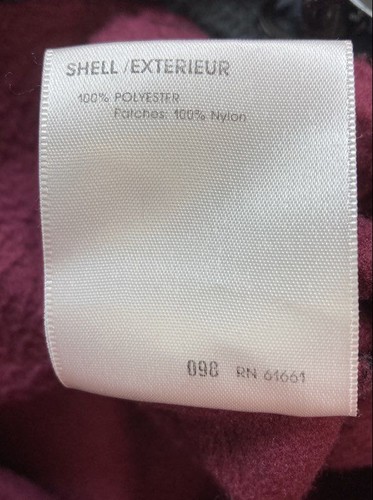 SHELL /EXTERIEUR
100% POLYESTER
Patches: 100% Nylon
098 RN 61661